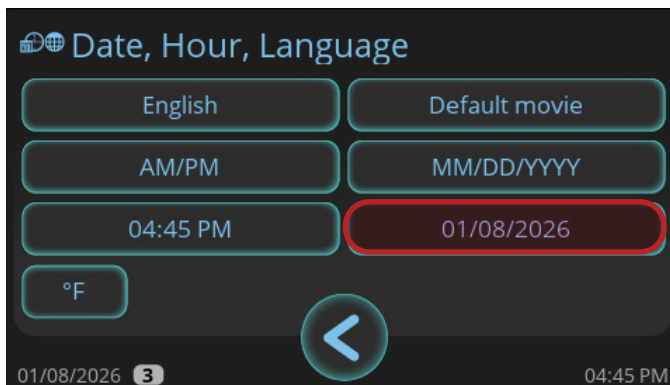 Date, Hour, Language
English Default movie
AM/PM MM/DD/YYYY
04:45 PM 01/08/2026
°F
01/08/2026 3 04:45 PM